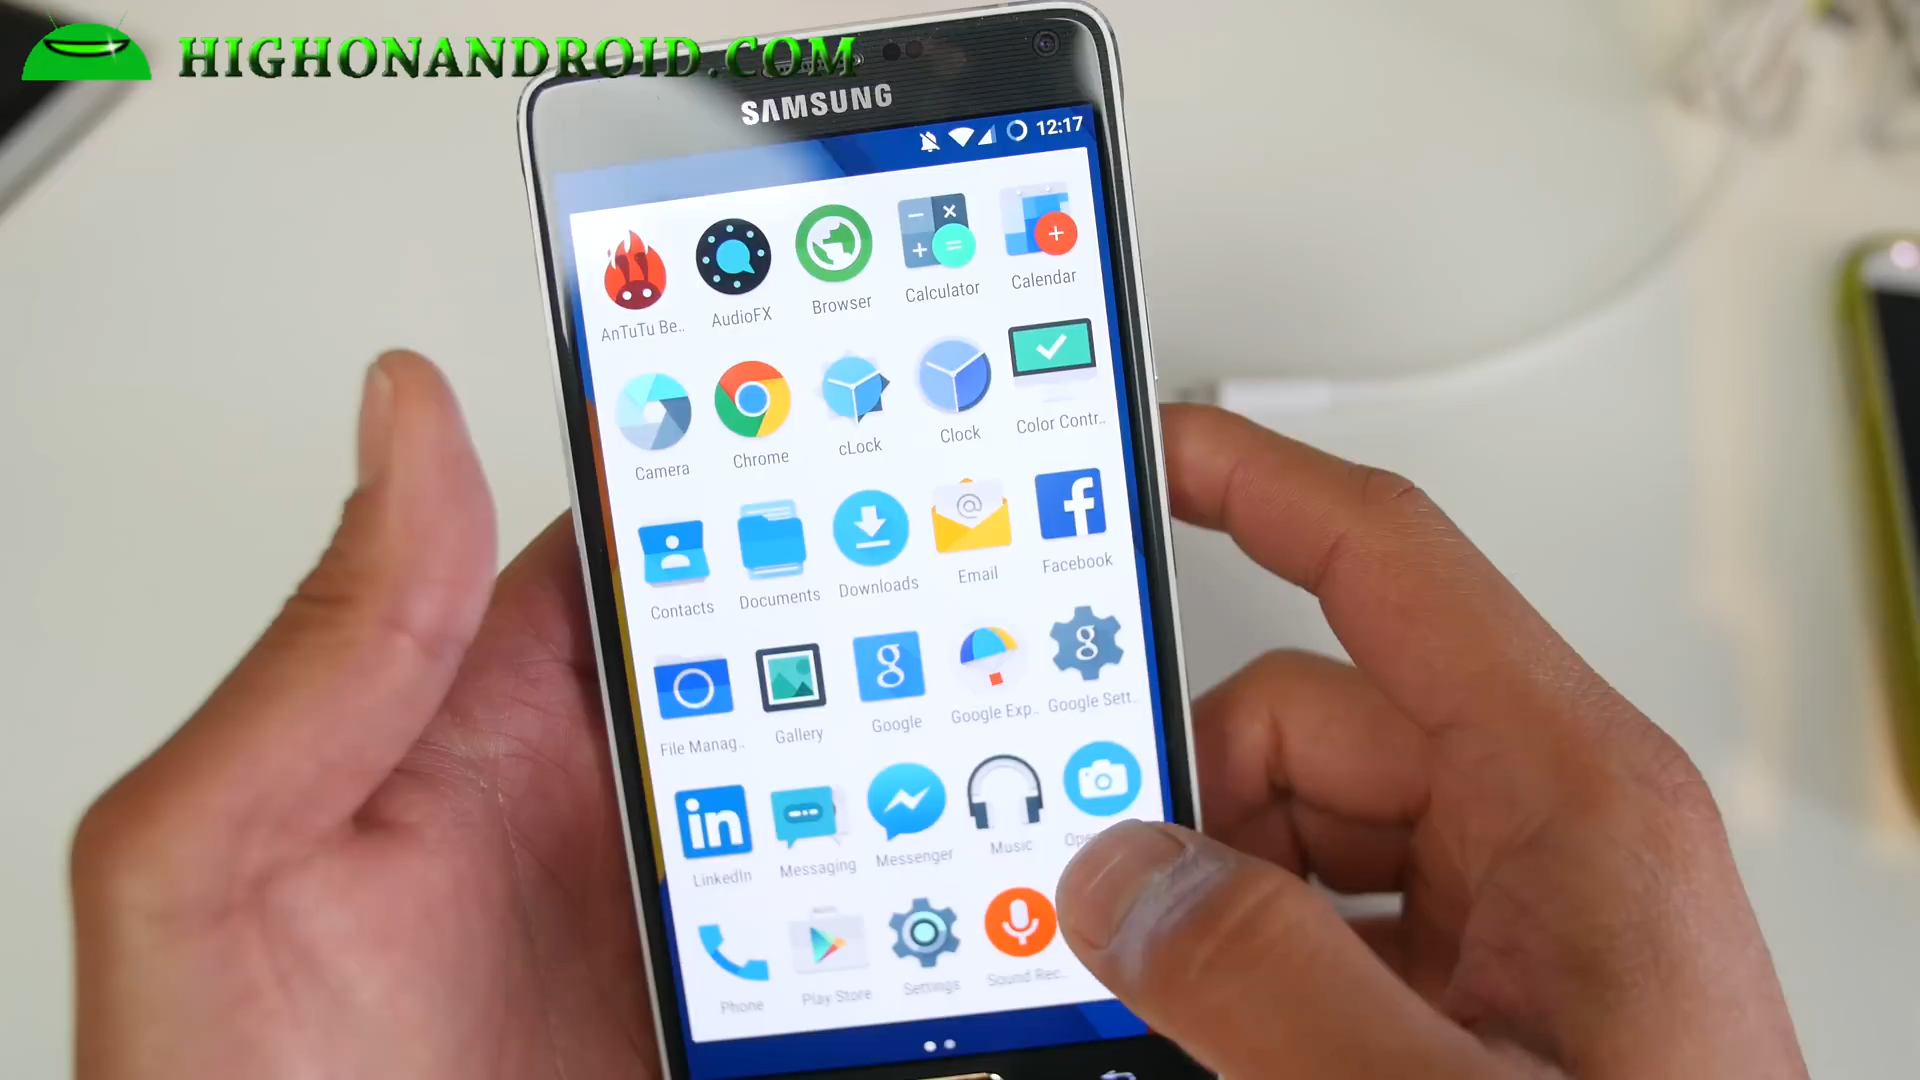 HIGHONANDROID.COM
SAMSUNG
12:17
AnTuTu Be..
AudioFX
Browser
Calculator
Calendar
Camera
Chrome
cLock
Clock
Color Contr..
Contacts
Documents
Downloads
Email
Facebook
File Manag..
Gallery
Google
Google Exp..
Google Sett..
LinkedIn
Messaging
Messenger
Music
Phone
Play Store
Settings
Sound Rec..